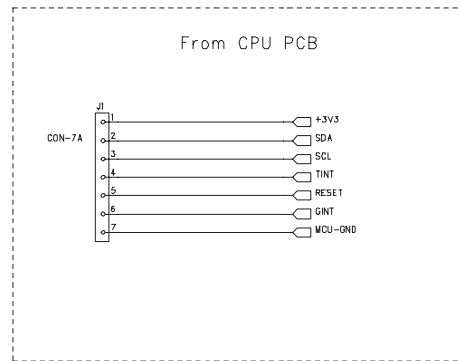 From CPU PCB
J1
CON-7A
1 +3V3
2 SDA
3 SCL
4 TINT
5 RESET
6 GINT
7 MCU-GND